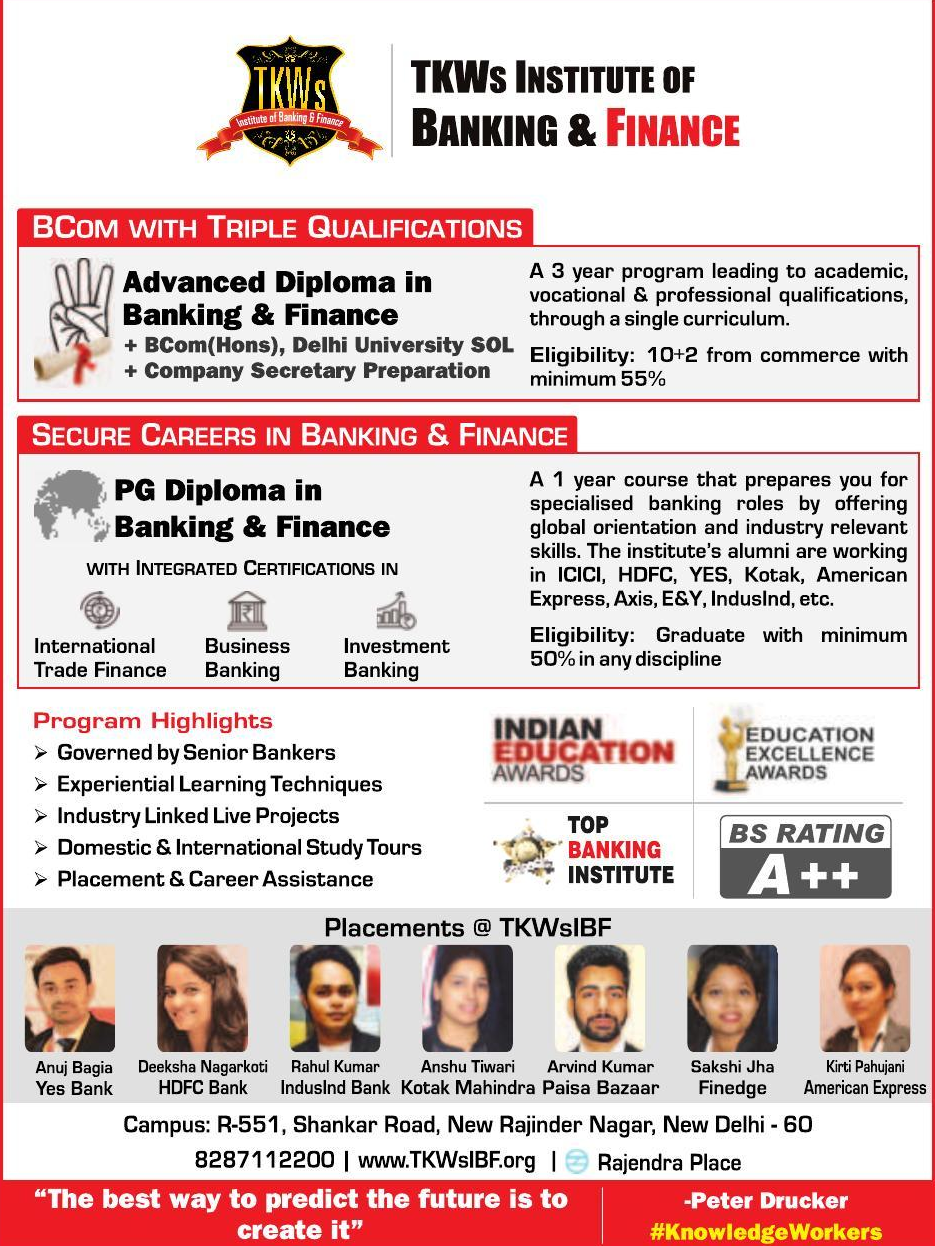 TKWs
Institute of Banking & Finance
TKWs Institute of
Banking & Finance
BCom with Triple Qualifications
Advanced Diploma in
Banking & Finance
+ BCom(Hons), Delhi University SOL
+ Company Secretary Preparation
A 3 year program leading to academic,
vocational & professional qualifications,
through a single curriculum.
Eligibility: 10+2 from commerce with
minimum 55%
Secure Careers in Banking & Finance
PG Diploma in
Banking & Finance
with Integrated Certifications in
International
Trade Finance
Business
Banking
Investment
Banking
A 1 year course that prepares you for
specialised banking roles by offering
global orientation and industry relevant
skills. The institute's alumni are working
in ICICI, HDFC, YES, Kotak, American
Express, Axis, E&Y, IndusInd, etc.
Eligibility: Graduate with minimum
50% in any discipline
Program Highlights
➢ Governed by Senior Bankers
➢ Experiential Learning Techniques
➢ Industry Linked Live Projects
➢ Domestic & International Study Tours
➢ Placement & Career Assistance
INDIAN
EDUCATION
AWARDS
EDUCATION
EXCELLENCE
AWARDS
TOP
BANKING
INSTITUTE
BS RATING
A++
Placements @ TKWsIBF
Anuj Bagia
Yes Bank
Deeksha Nagarkoti
HDFC Bank
Rahul Kumar
IndusInd Bank
Anshu Tiwari
Kotak Mahindra
Arvind Kumar
Paisa Bazaar
Sakshi Jha
Finedge
Kirti Pahujani
American Express
Campus: R-551, Shankar Road, New Rajinder Nagar, New Delhi - 60
8287112200 | www.TKWsIBF.org | Rajendra Place
"The best way to predict the future is to
create it"
-Peter Drucker
#KnowledgeWorkers